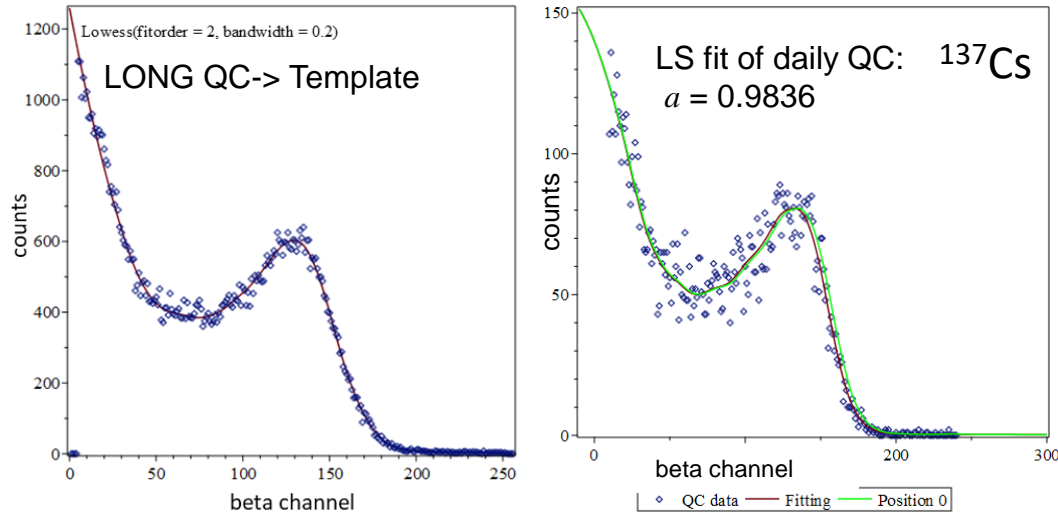 Lowess(fitorder = 2, bandwidth = 0.2)
LONG QC-> Template
counts
1200
1000
800
600
400
200
0
0 50 100 150 200 250
beta channel
LS fit of daily QC: ¹³⁷Cs
a = 0.9836
counts
150
100
50
0
0 200 300
beta channel
QC data Fitting Position 0